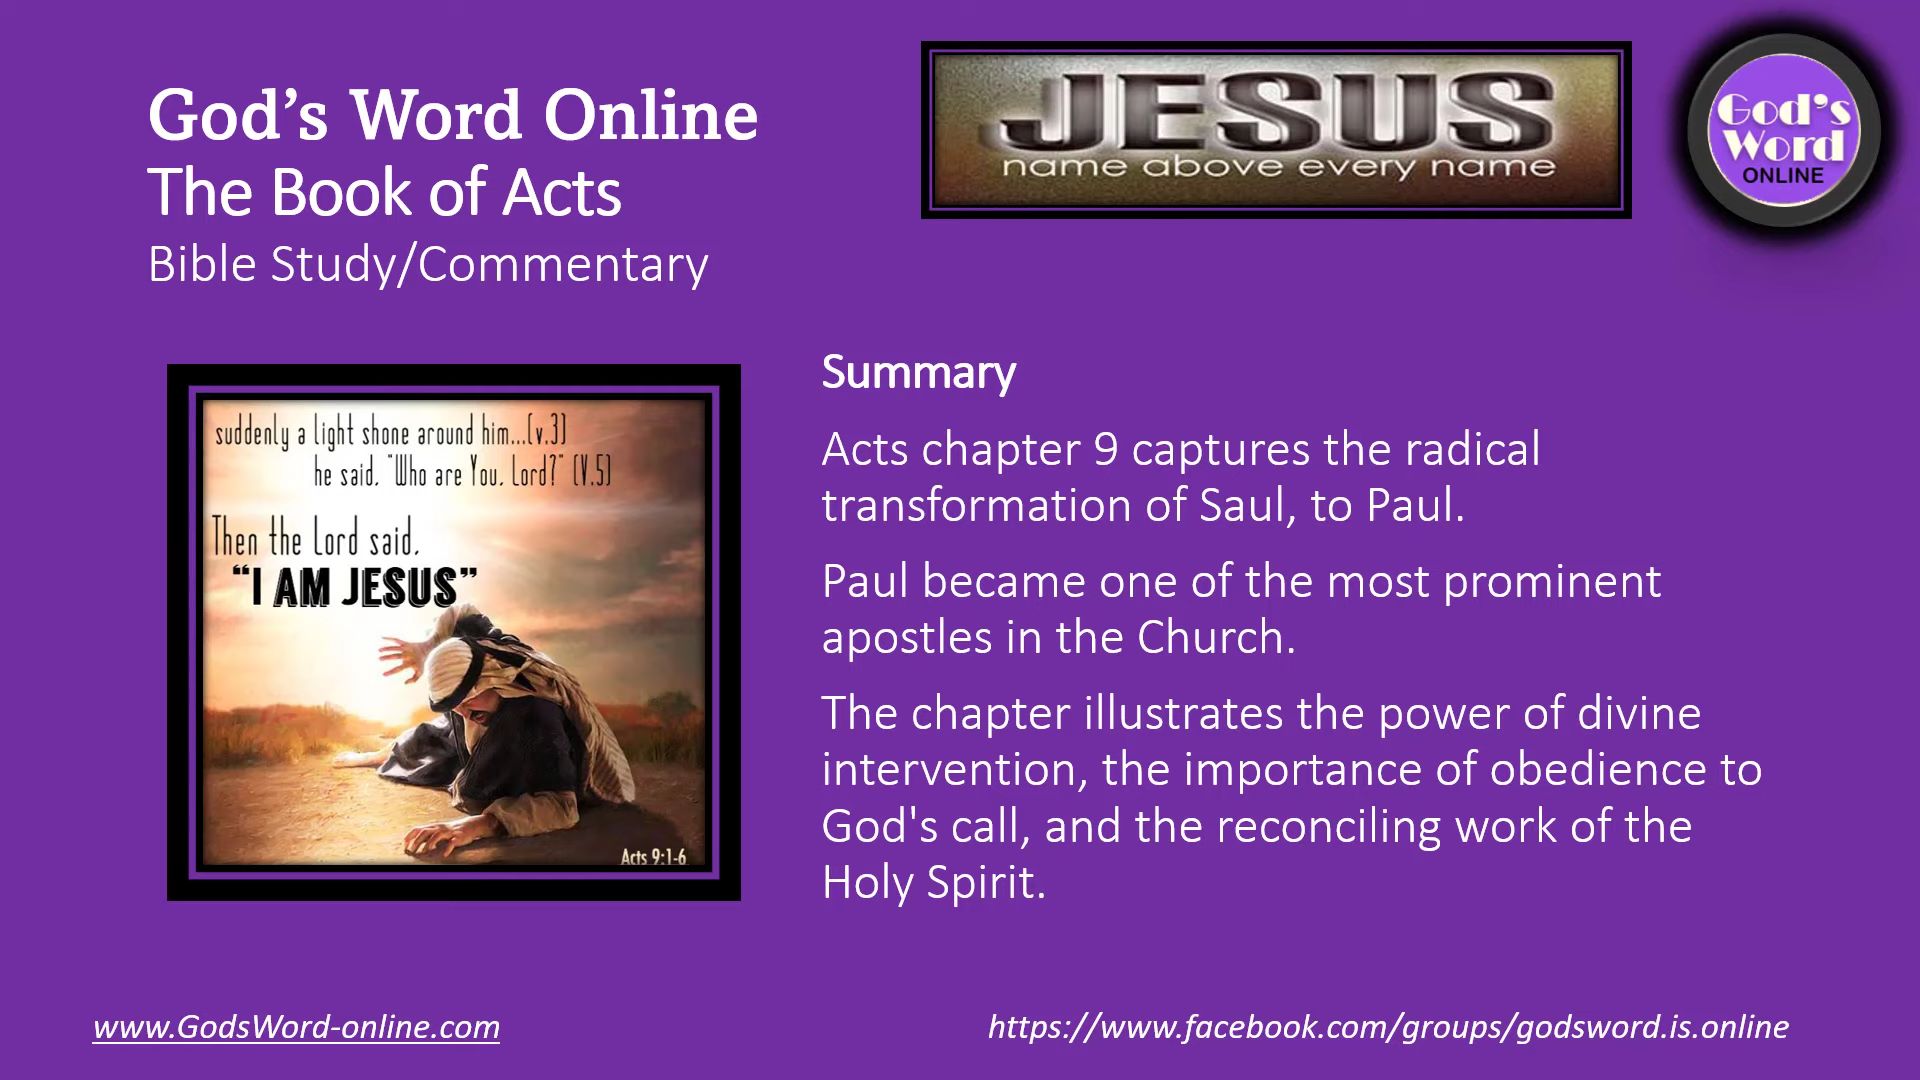 God’s Word Online
The Book of Acts
Bible Study/Commentary
JESUS
name above every name
God’s
Word
ONLINE
suddenly a light shone around him...(v.3)
he said, "Who are You, Lord?" (V.5)
Then the Lord said,
“I AM JESUS”
Acts 9:1-6
Summary
Acts chapter 9 captures the radical
transformation of Saul, to Paul.
Paul became one of the most prominent
apostles in the Church.
The chapter illustrates the power of divine
intervention, the importance of obedience to
God's call, and the reconciling work of the
Holy Spirit.
www.GodsWord-online.com
https://www.facebook.com/groups/godsword.is.online